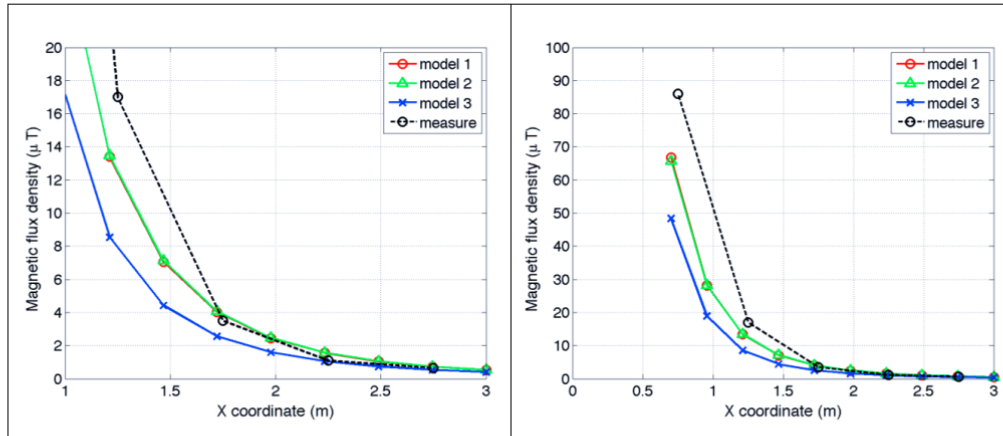 20
18
16
14
12
10
8
6
4
2
0
Magnetic flux density (μ T)
1
1.5
2
2.5
3
X coordinate (m)
model 1
model 2
model 3
measure
100
90
80
70
60
50
40
30
20
10
0
Magnetic flux density (μ T)
0
0.5
1
1.5
2
2.5
3
X coordinate (m)
model 1
model 2
model 3
measure